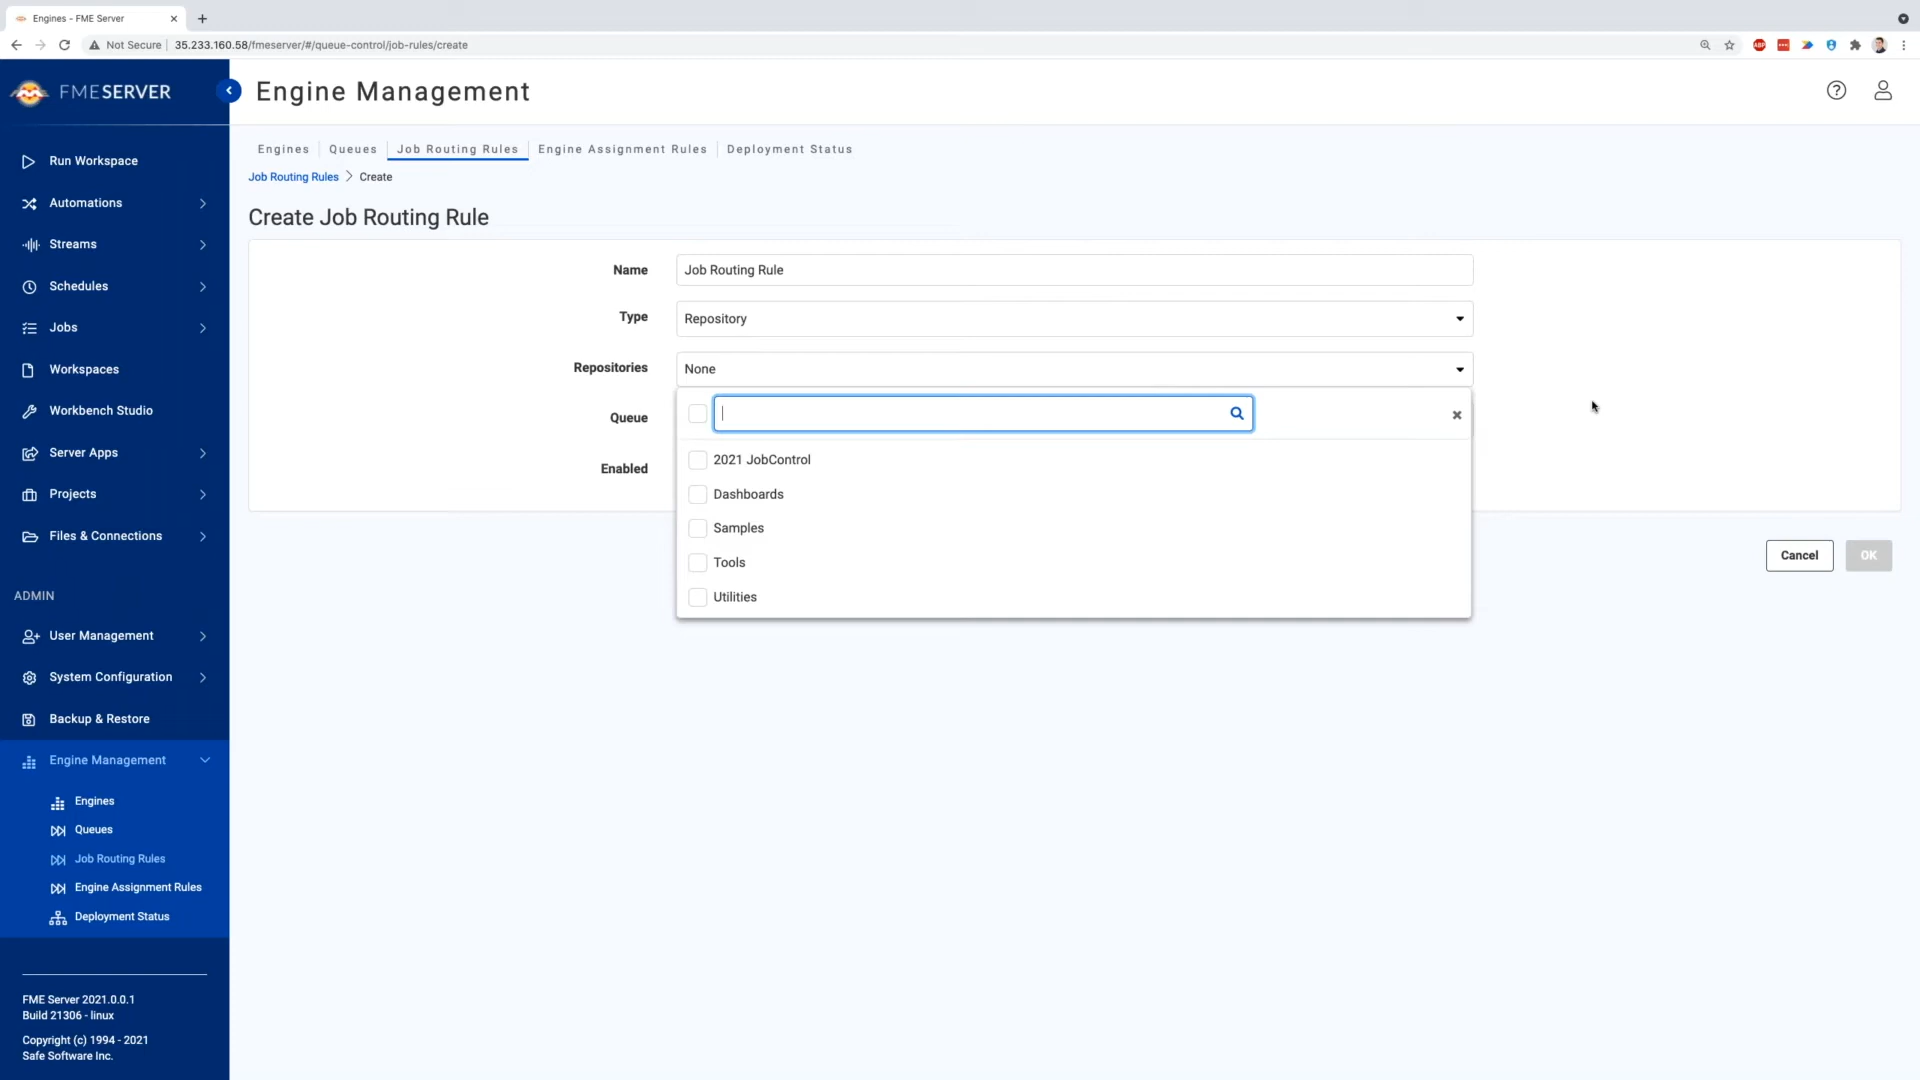 Engines - FME Server
Not Secure
35.233.160.58/fmeserver/#/queue-control/job-rules/create
ABP
FMESERVER
Engine Management
Run Workspace
Automations
Streams
Schedules
Jobs
Workspaces
Workbench Studio
Server Apps
Projects
Files & Connections
ADMIN
User Management
System Configuration
Backup & Restore
Engine Management
Engines
Queues
Job Routing Rules
Engine Assignment Rules
Deployment Status
FME Server 2021.0.0.1
Build 21306 - linux
Copyright (c) 1994 - 2021
Safe Software Inc.
Engines
Queues
Job Routing Rules
Engine Assignment Rules
Deployment Status
Job Routing Rules > Create
Create Job Routing Rule
Name
Job Routing Rule
Type
Repository
Repositories
None
Queue
Enabled
2021 JobControl
Dashboards
Samples
Tools
Utilities
Cancel
OK